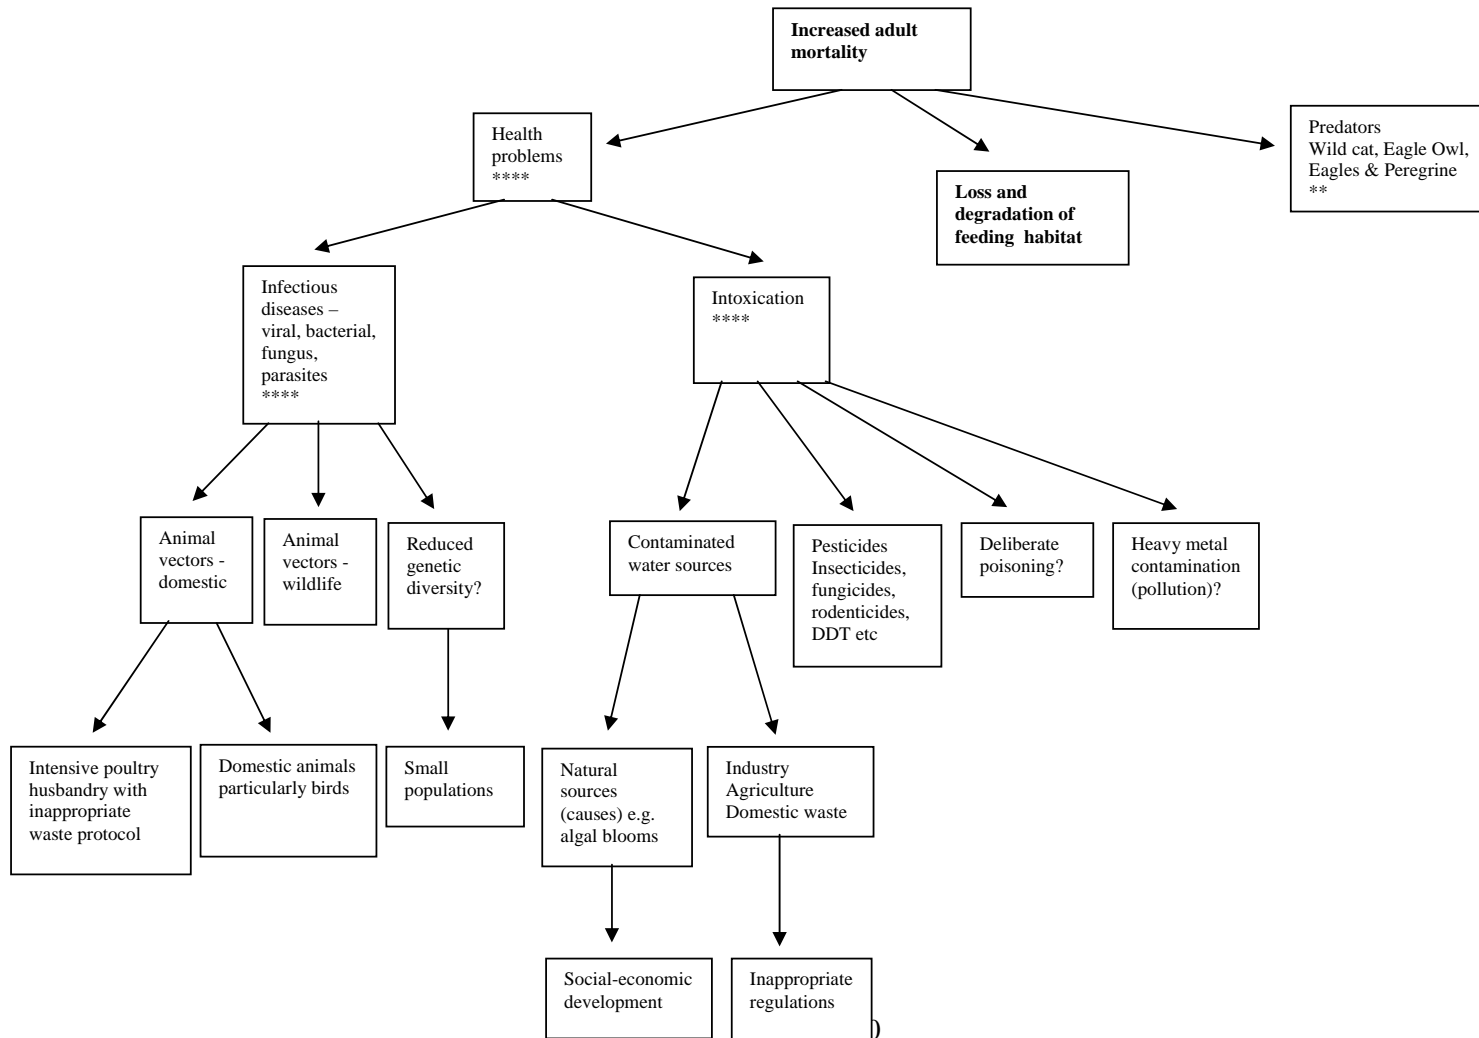 Increased adult
mortality
Health
problems
****
Loss and
degradation of
feeding habitat
Predators
Wild cat, Eagle Owl,
Eagles & Peregrine
**
Infectious
diseases –
viral, bacterial,
fungus,
parasites
****
Intoxication
****
Animal
vectors -
domestic
Animal
vectors -
wildlife
Reduced
genetic
diversity?
Contaminated
water sources
Pesticides
Insecticides,
fungicides,
rodenticides,
DDT etc
Deliberate
poisoning?
Heavy metal
contamination
(pollution)?
Intensive poultry
husbandry with
inappropriate
waste protocol
Domestic animals
particularly birds
Small
populations
Natural
sources
(causes) e.g.
algal blooms
Industry
Agriculture
Domestic waste
Social-economic
development
Inappropriate
regulations